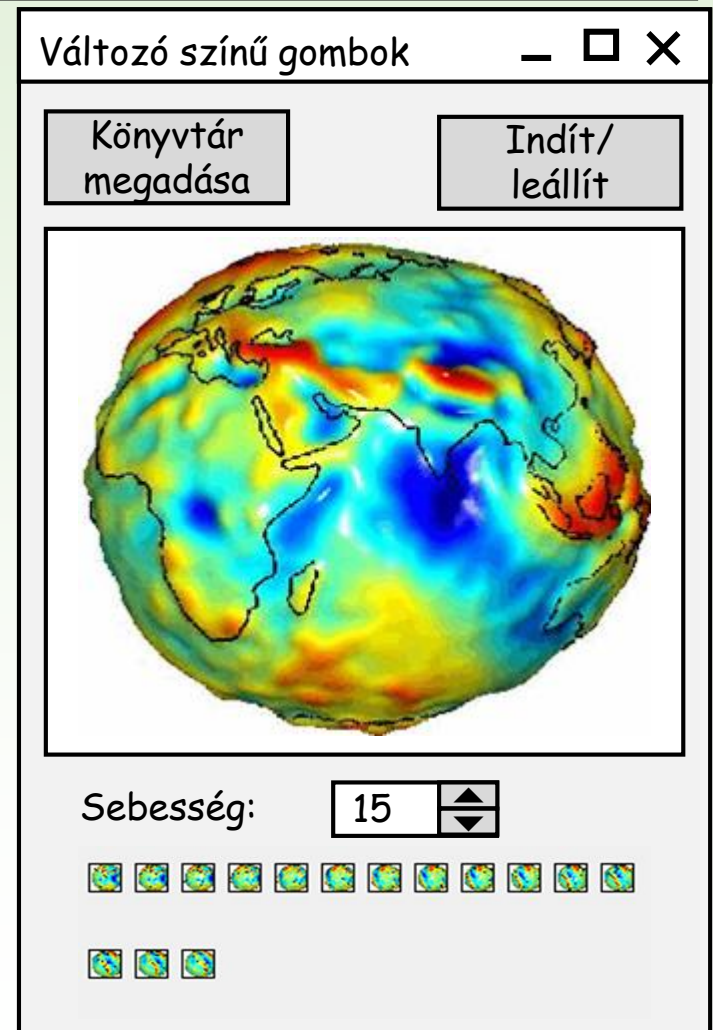 Változó színű gombok
Könyvtár
megadása
Indít/
leállít
Sebesség:
15